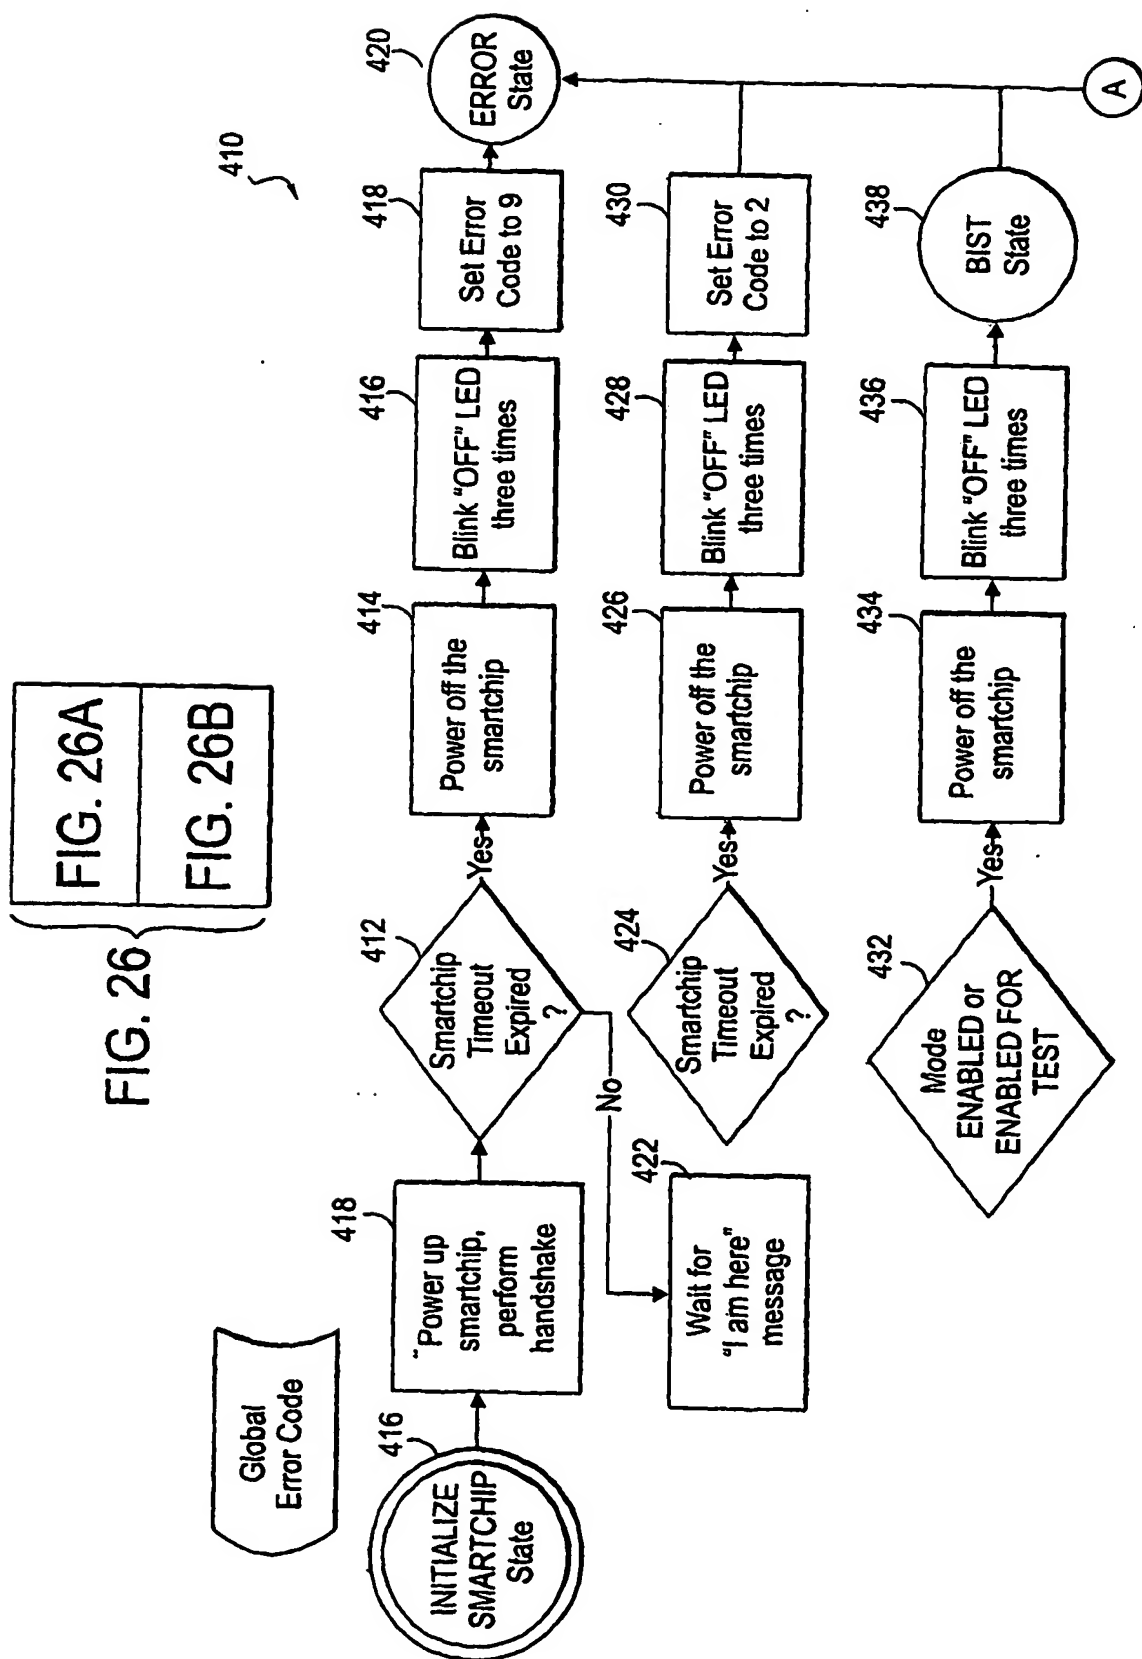 FIG. 26
FIG. 26A
FIG. 26B
410
Global
Error Code
416
INITIALIZE
SMARTCHIP
State
418
Power up
smartchip,
perform
handshake
412
Smartchip
Timeout
Expired
?
Yes
414
Power off the
smartchip
416
Blink "OFF" LED
three times
418
Set Error
Code to 9
420
ERROR
State
No
422
Wait for
"I am here"
message
424
Smartchip
Timeout
Expired
?
Yes
426
Power off the
smartchip
428
Blink "OFF" LED
three times
430
Set Error
Code to 2
432
Mode
ENABLED or
ENABLED FOR
TEST
Yes
434
Power off the
smartchip
436
Blink "OFF" LED
three times
438
BIST
State
A